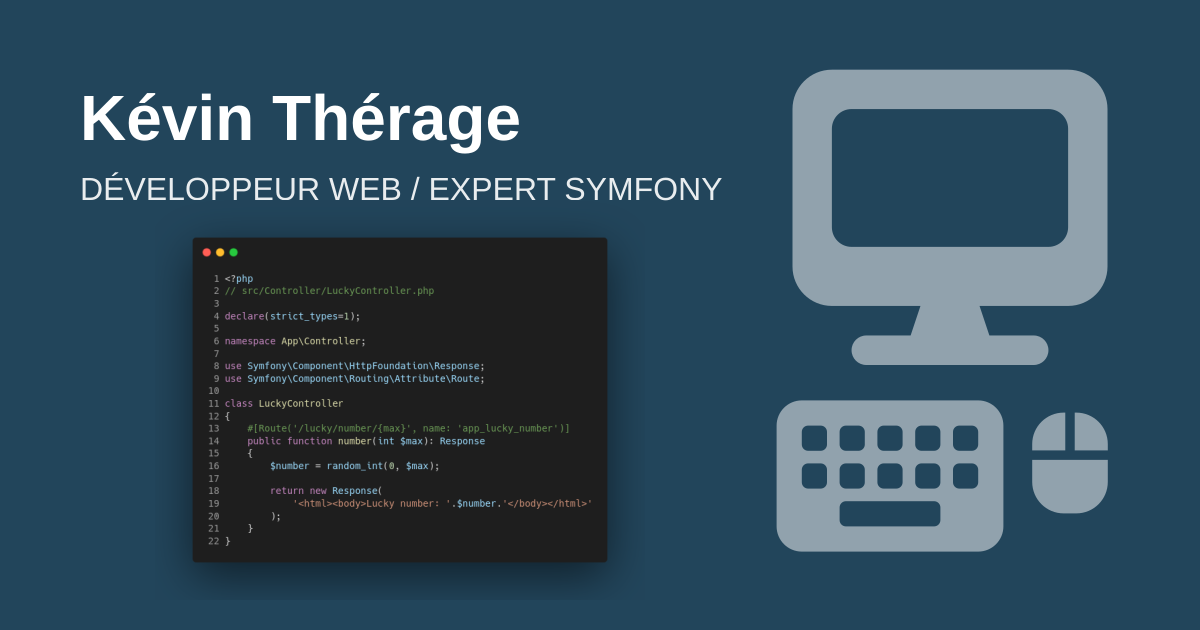 Kévin Thérage
DÉVELOPPEUR WEB / EXPERT SYMFONY
1 <?php
2 // src/Controller/LuckyController.php
3
4 declare(strict_types=1);
5
6 namespace App\Controller;
7
8 use Symfony\Component\HttpFoundation\Response;
9 use Symfony\Component\Routing\Attribute\Route;
10
11 class LuckyController
12 {
13     #[Route('/lucky/number/{max}', name: 'app_lucky_number')]
14     public function number(int $max): Response
15     {
16         $number = random_int(0, $max);
17
18         return new Response(
19             '<html><body>Lucky number: '.$number.'</body></html>'
20         );
21     }
22 }